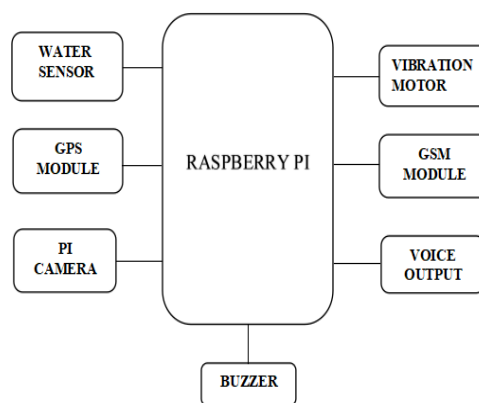 WATER
SENSOR
GPS
MODULE
PI
CAMERA
RASPBERRY PI
VIBRATION
MOTOR
GSM
MODULE
VOICE
OUTPUT
BUZZER